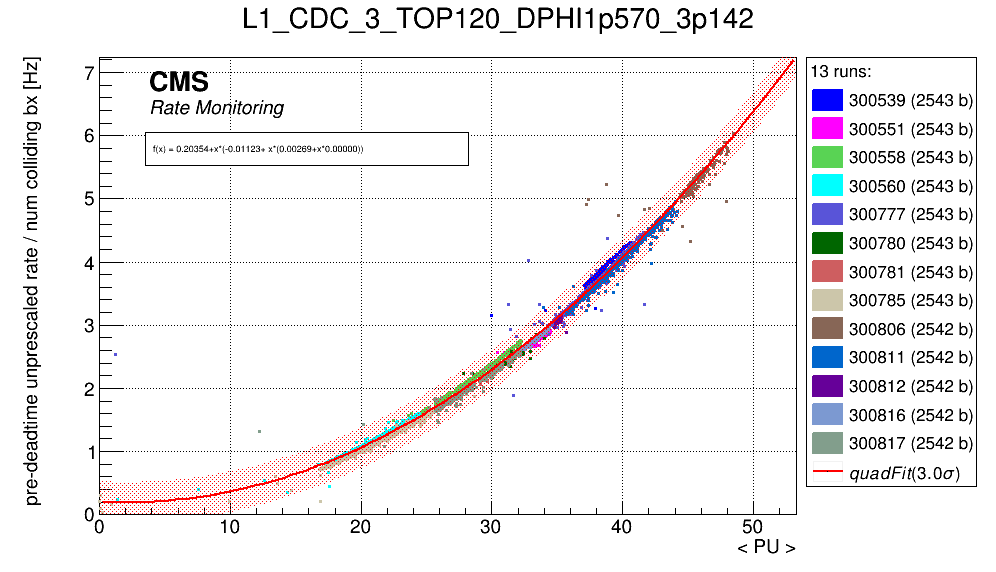 L1_CDC_3_TOP120_DPHI1p570_3p142
pre-deadtime unprescaled rate / num colliding bx [Hz]
7
6
5
4
3
2
1
0
CMS
Rate Monitoring
f(x) = 0.20354+x*(-0.01123+ x*(0.00269+x*0.00000))
0 10 20 30 40 50
< PU >
13 runs:
300539 (2543 b)
300551 (2543 b)
300558 (2543 b)
300560 (2543 b)
300777 (2543 b)
300780 (2543 b)
300781 (2543 b)
300785 (2543 b)
300806 (2542 b)
300811 (2542 b)
300812 (2542 b)
300816 (2542 b)
300817 (2542 b)
quadFit(3.0σ)